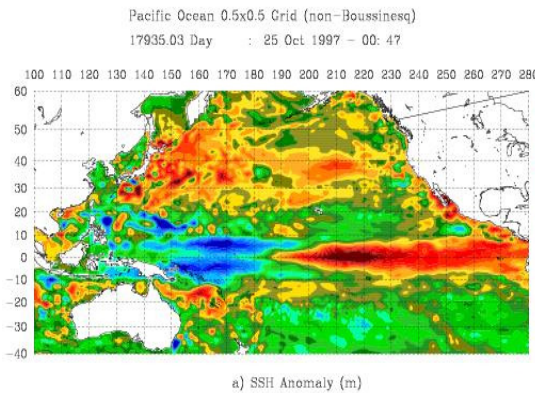 Pacific Ocean 0.5x0.5 Grid (non-Boussinesq)
17935.03 Day : 25 Oct 1997 - 00: 47
100 110 120 130 140 150 160 170 180 190 200 210 220 230 240 250 260 270 280
60
50
40
30
20
10
0
-10
-20
-30
-40
a) SSH Anomaly (m)